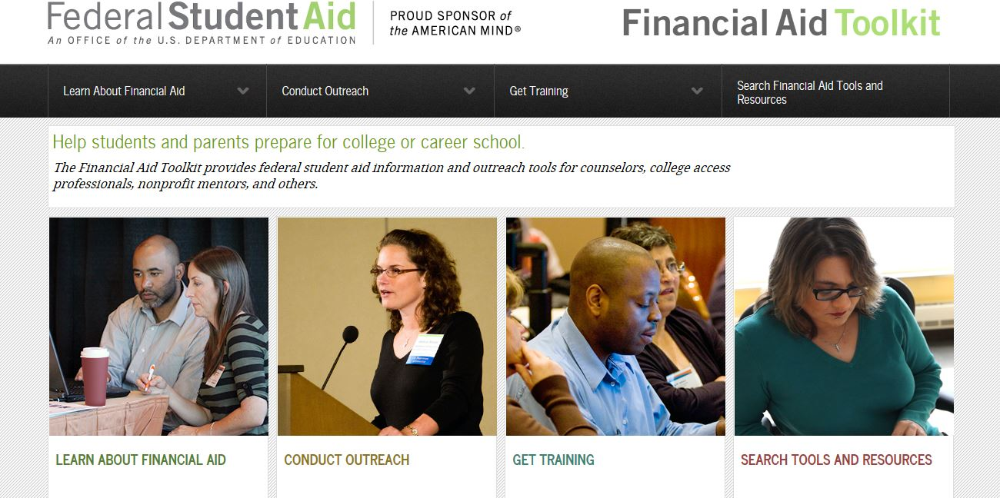 Federal Student Aid
An OFFICE of the U.S. DEPARTMENT of EDUCATION
PROUD SPONSOR of
the AMERICAN MIND®
Financial Aid Toolkit
Learn About Financial Aid
Conduct Outreach
Get Training
Search Financial Aid Tools and
Resources
Help students and parents prepare for college or career school.
The Financial Aid Toolkit provides federal student aid information and outreach tools for counselors, college access
professionals, nonprofit mentors, and others.
LEARN ABOUT FINANCIAL AID
CONDUCT OUTREACH
GET TRAINING
SEARCH TOOLS AND RESOURCES